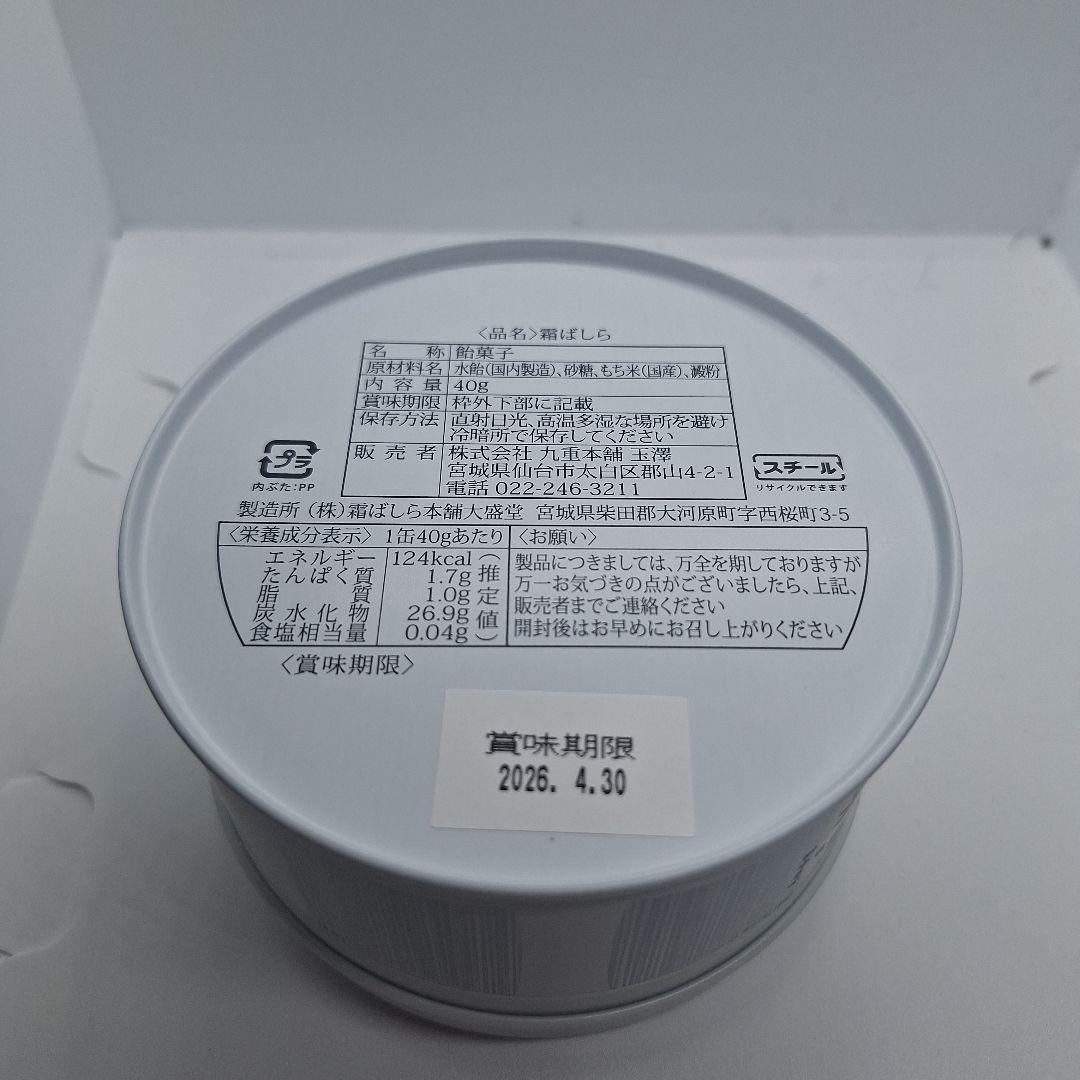 〈品名〉霜ばしら
名称 飴菓子
原材料名 水飴(国内製造)、砂糖、もち米(国産)、澱粉
内容量 40g
賞味期限 枠外下部に記載
保存方法 直射日光、高温多湿な場所を避け
冷暗所で保存してください
販売者 株式会社 九重本舗 玉澤
宮城県仙台市太白区郡山4-2-1
電話 022-246-3211
プラ
内ぶた:PP
スチール
リサイクルできます
製造所 (株)霜ばしら本舗大盛堂 宮城県柴田郡大河原町字西桜町3-5
〈栄養成分表示〉 1缶40gあたり
エネルギー 124kcal
たんぱく質 1.7g
脂質 1.0g
炭水化物 26.9g
食塩相当量 0.04g
(推定値)
〈お願い〉
製品につきましては、万全を期しておりますが
万一お気づきの点がございましたら、上記、
販売者までご連絡ください
開封後はお早めにお召し上がりください
〈賞味期限〉
賞味期限
2026. 4.30